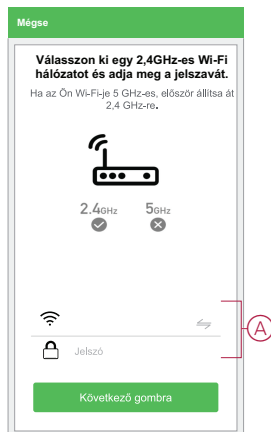 Mégse
Válasszon ki egy 2,4GHz-es Wi-Fi
hálózatot és adja meg a jelszavát.
Ha az Ön Wi-Fi-je 5 GHz-es, először állítsa át
2,4 GHz-re.
2.4GHz 5GHz
Jelszó
A
Következő gombra